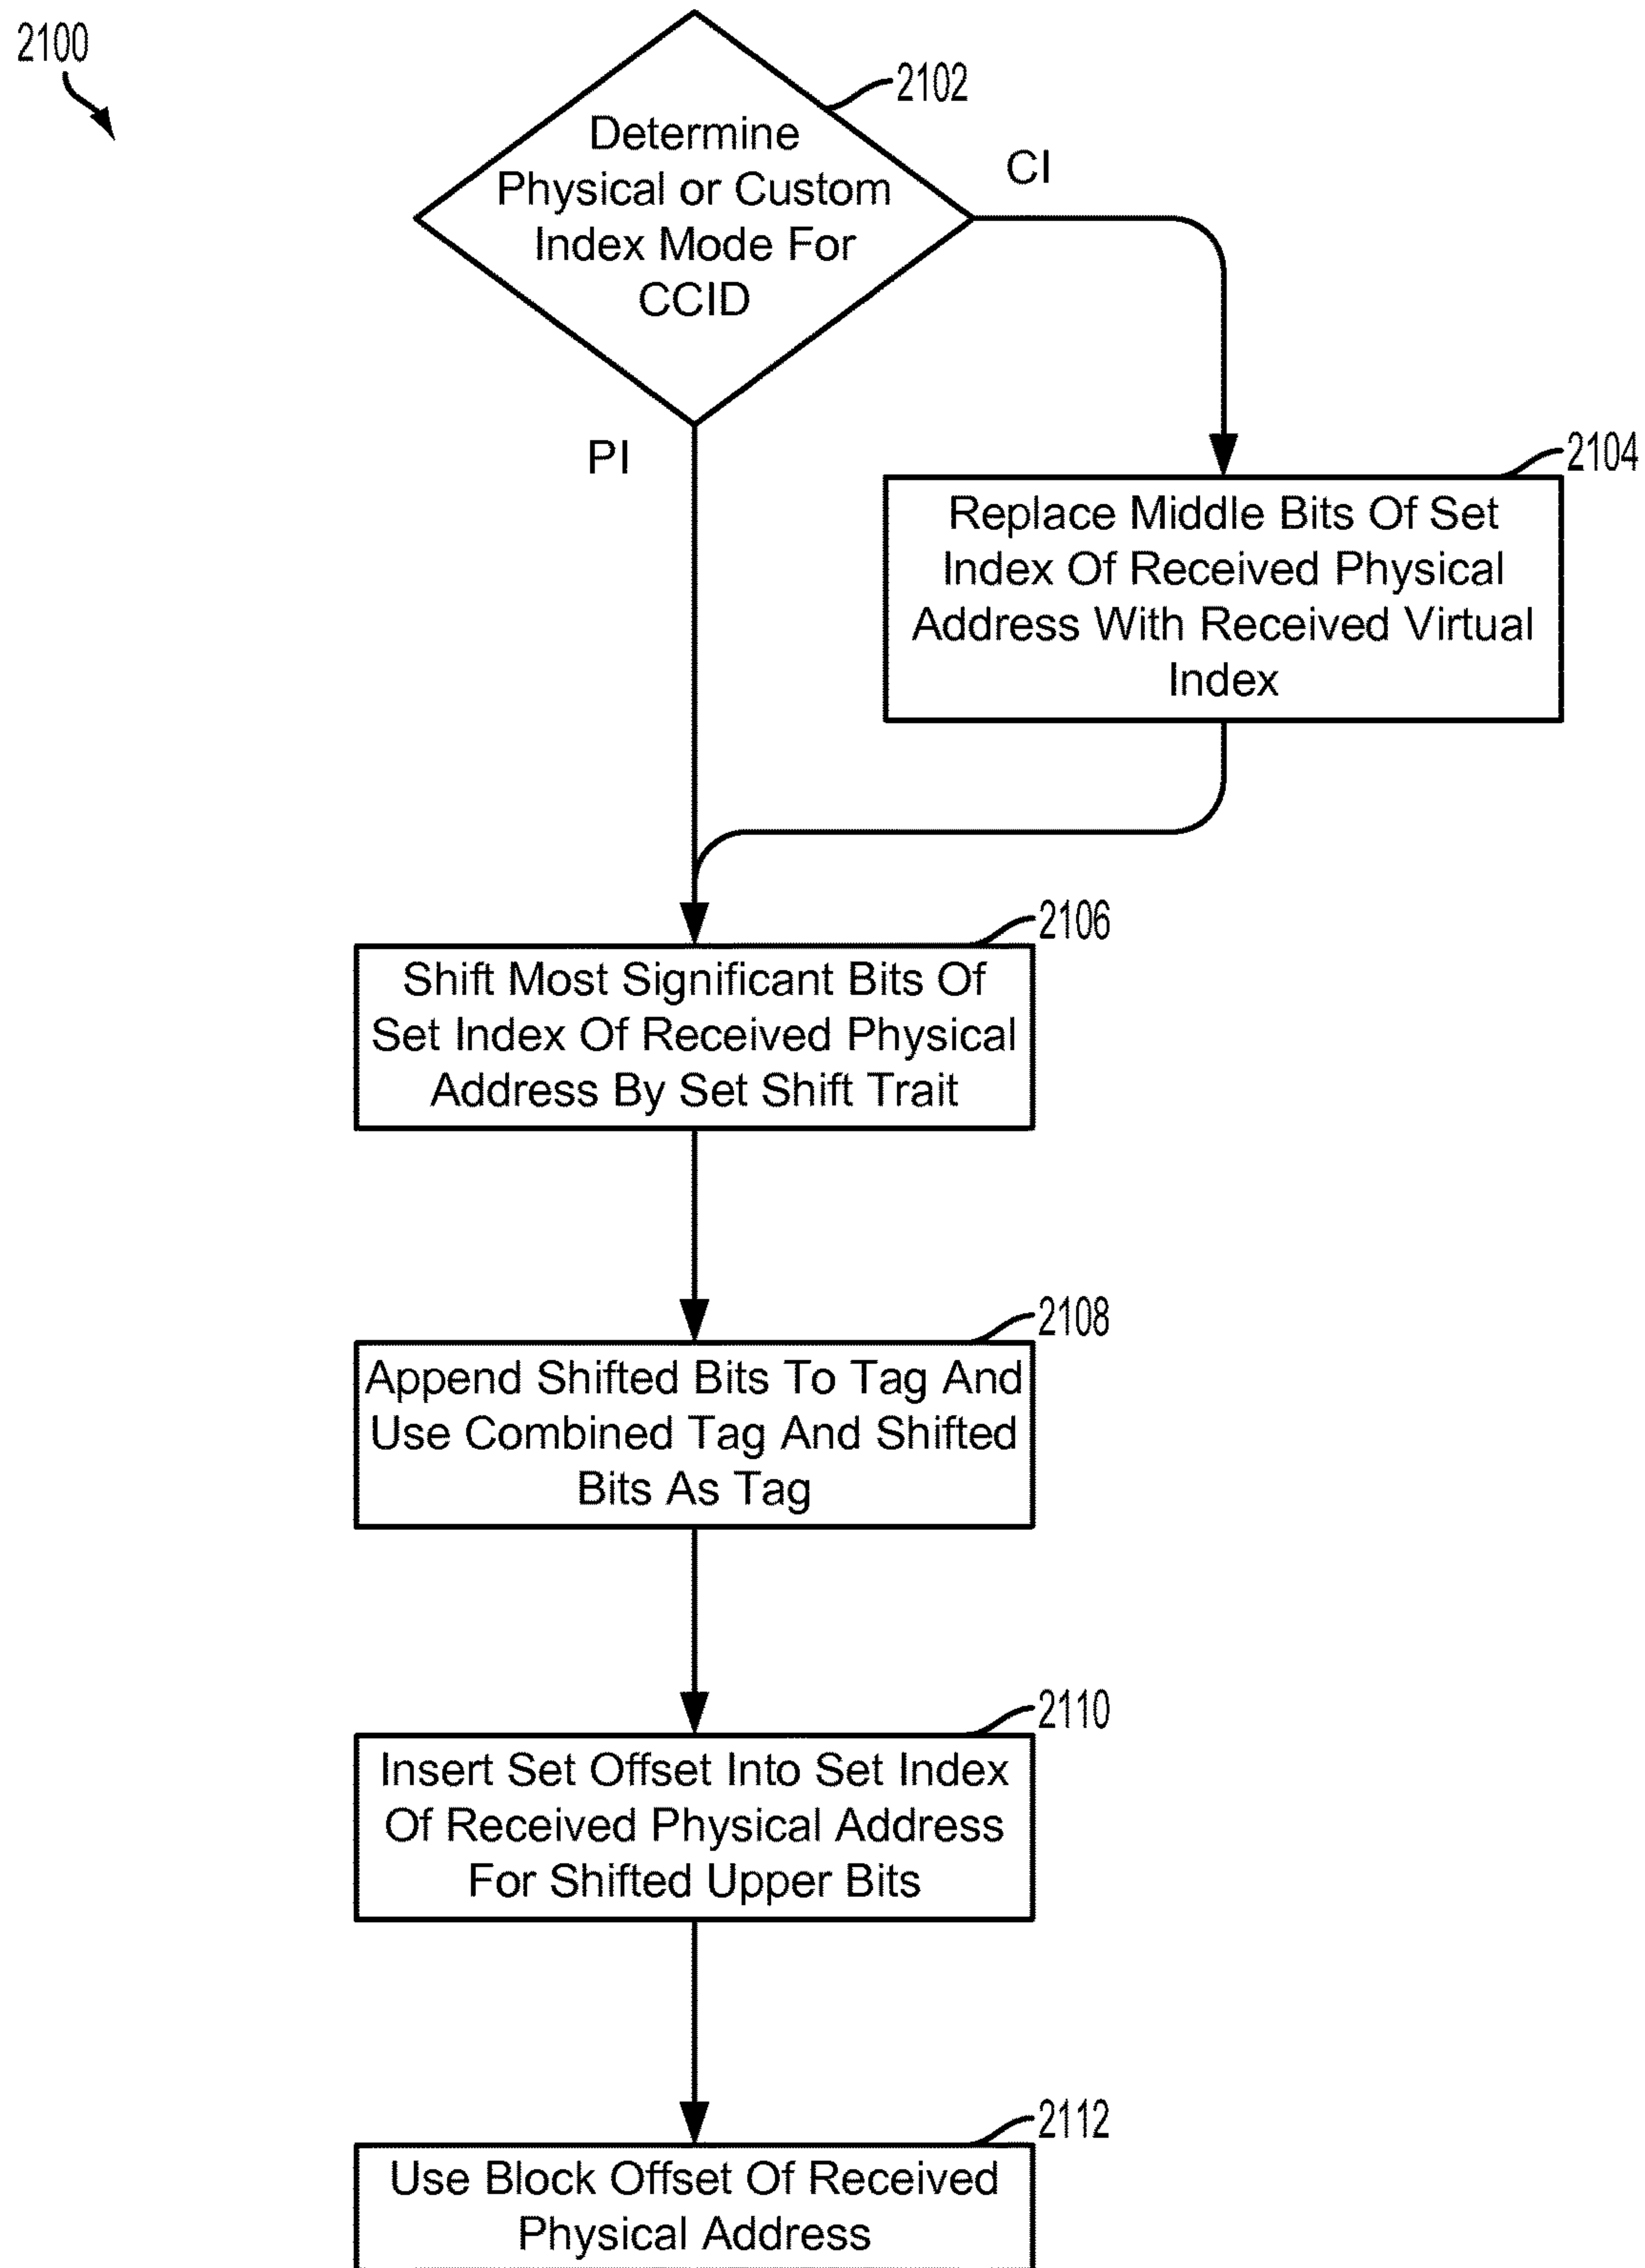 2100
2102
Determine
Physical or Custom
Index Mode For
CCID
CI
PI
2104
Replace Middle Bits Of Set
Index Of Received Physical
Address With Received Virtual
Index
2106
Shift Most Significant Bits Of
Set Index Of Received Physical
Address By Set Shift Trait
2108
Append Shifted Bits To Tag And
Use Combined Tag And Shifted
Bits As Tag
2110
Insert Set Offset Into Set Index
Of Received Physical Address
For Shifted Upper Bits
2112
Use Block Offset Of Received
Physical Address